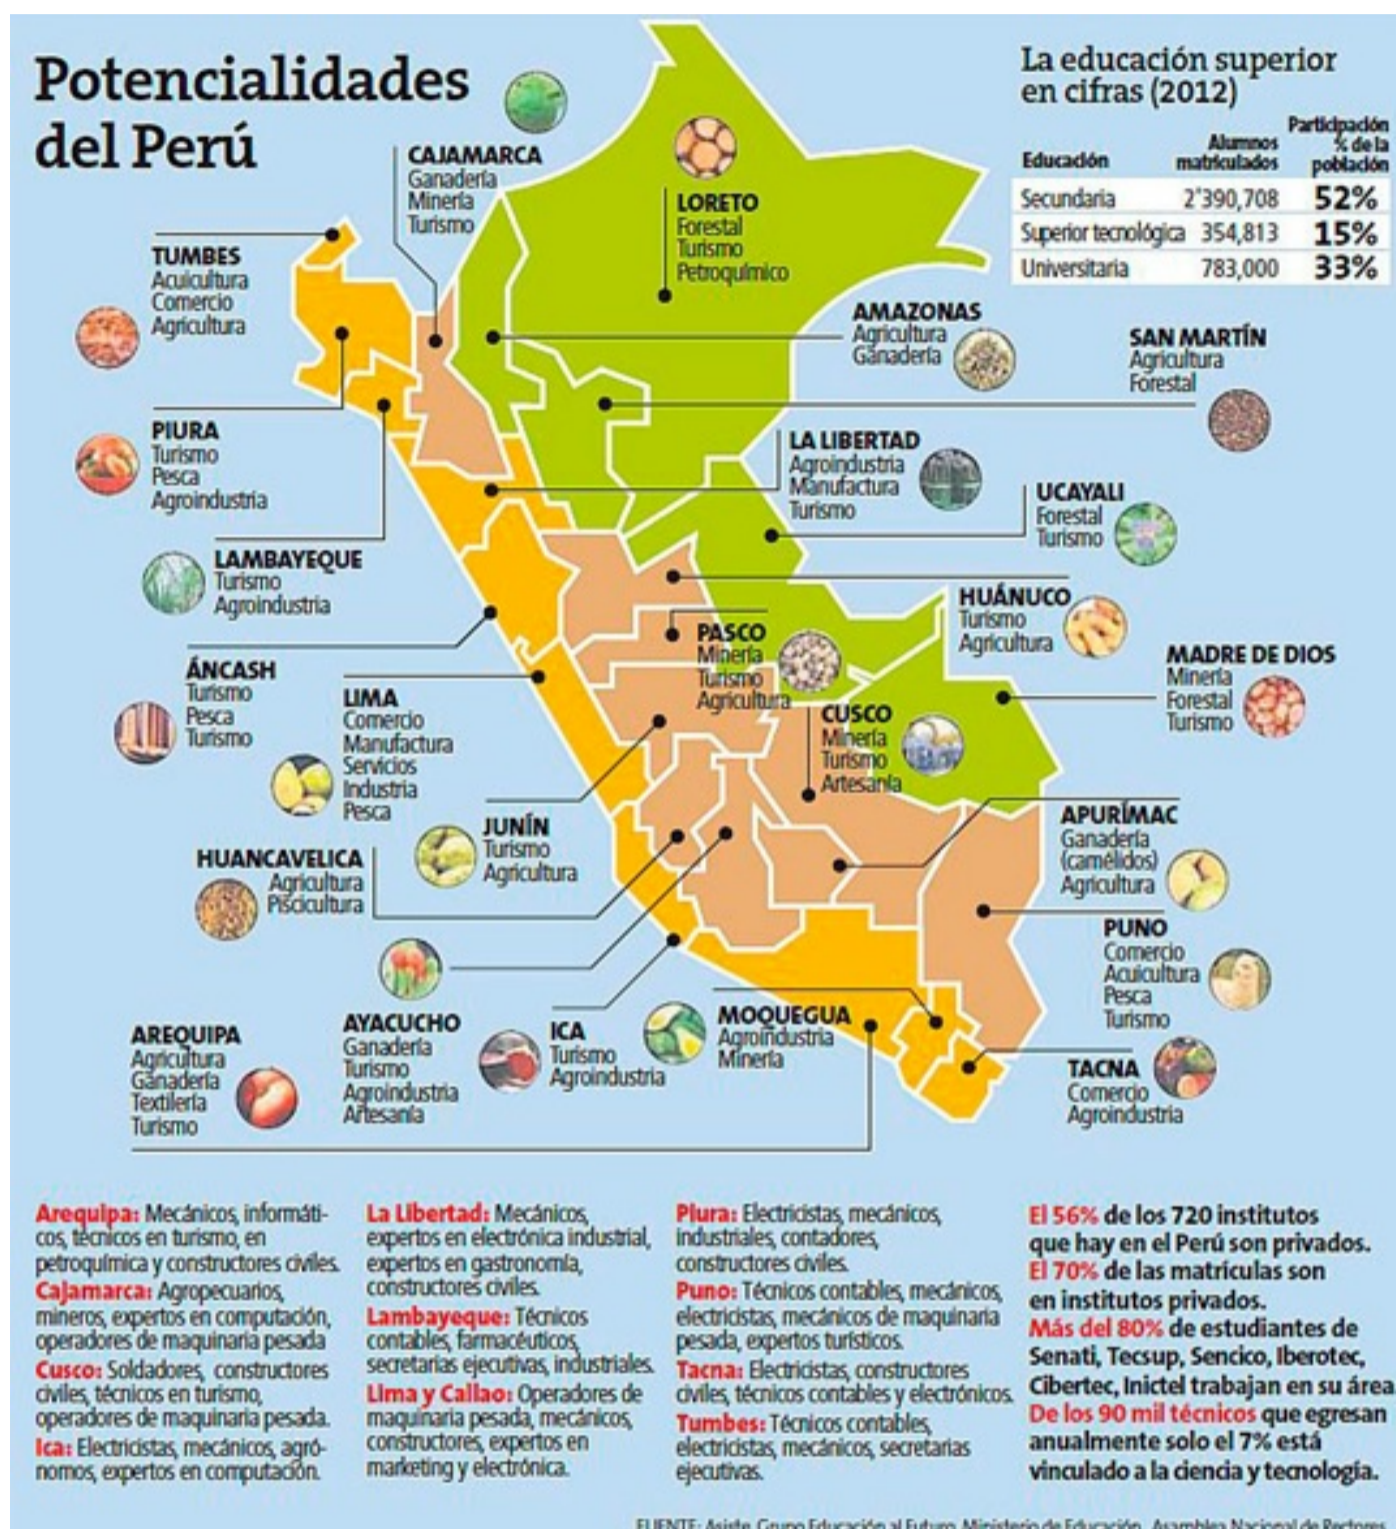 Potencialidades
del Perú
La educación superior
en cifras (2012)
Educación
Alumnos
matriculados
Participación
% de la
población
Secundaria 2'390,708 52%
Superior tecnológica 354,813 15%
Universitaria 783,000 33%
CAJAMARCA
Ganadería
Minería
Turismo
LORETO
Forestal
Turismo
Petroquímico
TUMBES
Acuicultura
Comercio
Agricultura
AMAZONAS
Agricultura
Ganadería
SAN MARTÍN
Agricultura
Forestal
PIURA
Turismo
Pesca
Agroindustria
LA LIBERTAD
Agroindustria
Manufactura
Turismo
UCAYALI
Forestal
Turismo
LAMBAYEQUE
Turismo
Agroindustria
HUÁNUCO
Turismo
Agricultura
PASCO
Minería
Turismo
Agricultura
MADRE DE DIOS
Minería
Forestal
Turismo
ÁNCASH
Turismo
Pesca
Turismo
LIMA
Comercio
Manufactura
Servicios
Industria
Pesca
CUSCO
Minería
Turismo
Artesanía
JUNÍN
Turismo
Agricultura
APURÍMAC
Ganadería
(camélidos)
Agricultura
HUANCAVELICA
Agricultura
Piscicultura
PUNO
Comercio
Acuicultura
Pesca
Turismo
AREQUIPA
Agricultura
Ganadería
Textilería
Turismo
AYACUCHO
Ganadería
Turismo
Agroindustria
Artesanía
ICA
Turismo
Agroindustria
MOQUEGUA
Agroindustria
Minería
TACNA
Comercio
Agroindustria
Arequipa: Mecánicos, informáti-
cos, técnicos en turismo, en
petroquímica y constructores civiles.
Cajamarca: Agropecuarios,
mineros, expertos en computación,
operadores de maquinaria pesada
Cusco: Soldadores, constructores
civiles, técnicos en turismo,
operadores de maquinaria pesada.
Ica: Electricistas, mecánicos, agró-
nomos, expertos en computación.
La Libertad: Mecánicos,
expertos en electrónica industrial,
expertos en gastronomía,
constructores civiles.
Lambayeque: Técnicos
contables, farmacéuticos,
secretarias ejecutivas, industriales.
Lima y Callao: Operadores de
maquinaria pesada, mecánicos,
constructores, expertos en
marketing y electrónica.
Piura: Electricistas, mecánicos,
industriales, contadores,
constructores civiles.
Puno: Técnicos contables, mecánicos,
electricistas, mecánicos de maquinaria
pesada, expertos turísticos.
Tacna: Electricistas, constructores
civiles, técnicos contables y electrónicos.
Tumbes: Técnicos contables,
electricistas, mecánicos, secretarias
ejecutivas.
El 56% de los 720 institutos
que hay en el Perú son privados.
El 70% de las matrículas son
en institutos privados.
Más del 80% de estudiantes de
Senati, Tecsup, Sencico, Iberotec,
Cibertec, Inictel trabajan en su área
De los 90 mil técnicos que egresan
anualmente solo el 7% está
vinculado a la ciencia y tecnología.
FUENTE: Asiste, Grupo Educación al Futuro, Ministerio de Educación, Asamblea Nacional de Rectores